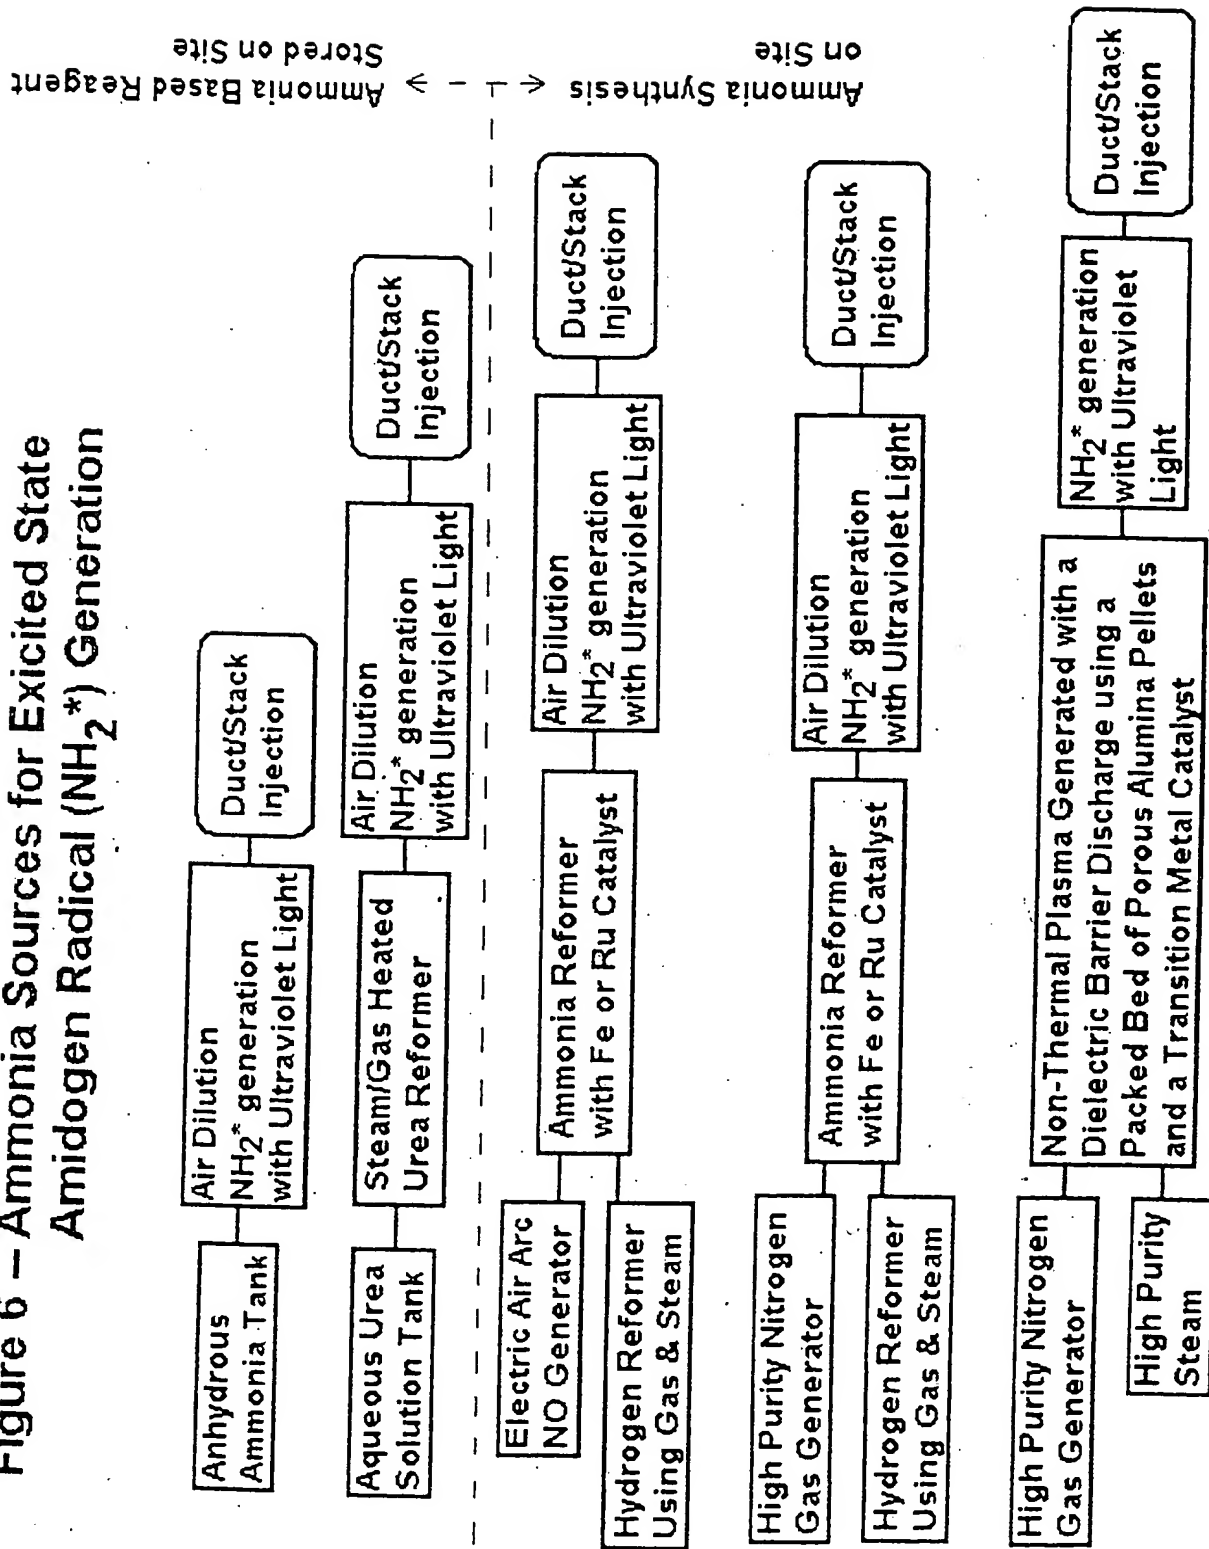 Figure 6 – Ammonia Sources for Exicited State
Amidogen Radical (NH2*) Generation
Anhydrous
Ammonia Tank
Air Dilution
NH2* generation
with Ultraviolet Light
Duct/Stack
Injection
Aqueous Urea
Solution Tank
Steam/Gas Heated
Urea Reformer
Air Dilution
NH2* generation
with Ultraviolet Light
Duct/Stack
Injection
Ammonia Based Reagent
Stored on Site
Ammonia Synthesis
on Site
Electric Air Arc
NO Generator
Hydrogen Reformer
Using Gas & Steam
Ammonia Reformer
with Fe or Ru Catalyst
Air Dilution
NH2* generation
with Ultraviolet Light
Duct/Stack
Injection
High Purity Nitrogen
Gas Generator
Hydrogen Reformer
Using Gas & Steam
Ammonia Reformer
with Fe or Ru Catalyst
Air Dilution
NH2* generation
with Ultraviolet Light
Duct/Stack
Injection
High Purity Nitrogen
Gas Generator
High Purity
Steam
Non-Thermal Plasma Generated with a
Dielectric Barrier Discharge using a
Packed Bed of Porous Alumina Pellets
and a Transition Metal Catalyst
NH2* generation
with Ultraviolet
Light
Duct/Stack
Injection